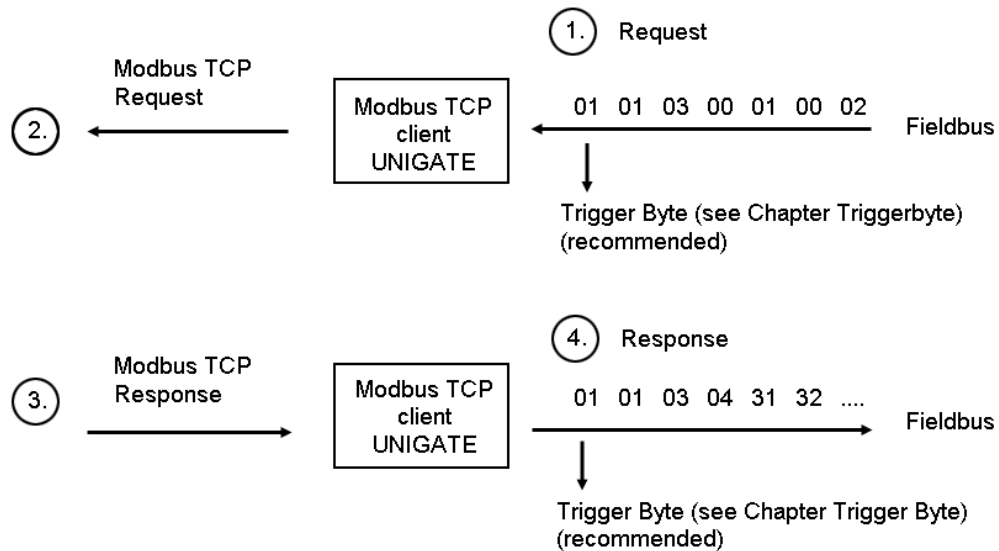 1. Request
Modbus TCP
Request
2.
Modbus TCP
client
UNIGATE
01 01 03 00 01 00 02
Fieldbus
Trigger Byte (see Chapter Triggerbyte)
(recommended)
4. Response
Modbus TCP
Response
3.
Modbus TCP
client
UNIGATE
01 01 03 04 31 32 ....
Fieldbus
Trigger Byte (see Chapter Trigger Byte)
(recommended)